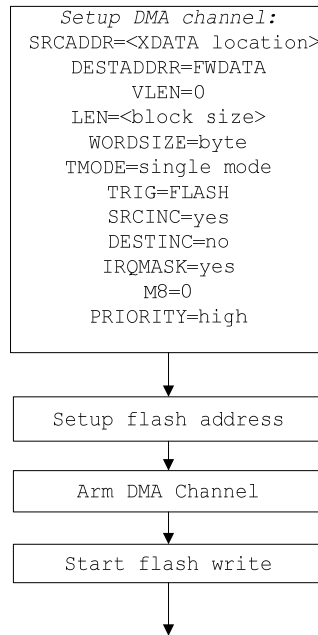 Setup DMA channel:
SRCADDR=<XDATA location>
DESTADDRR=FWDATA
VLEN=0
LEN=<block size>
WORDSIZE=byte
TMODE=single mode
TRIG=FLASH
SRCINC=yes
DESTINC=no
IRQMASK=yes
M8=0
PRIORITY=high
Setup flash address
Arm DMA Channel
Start flash write